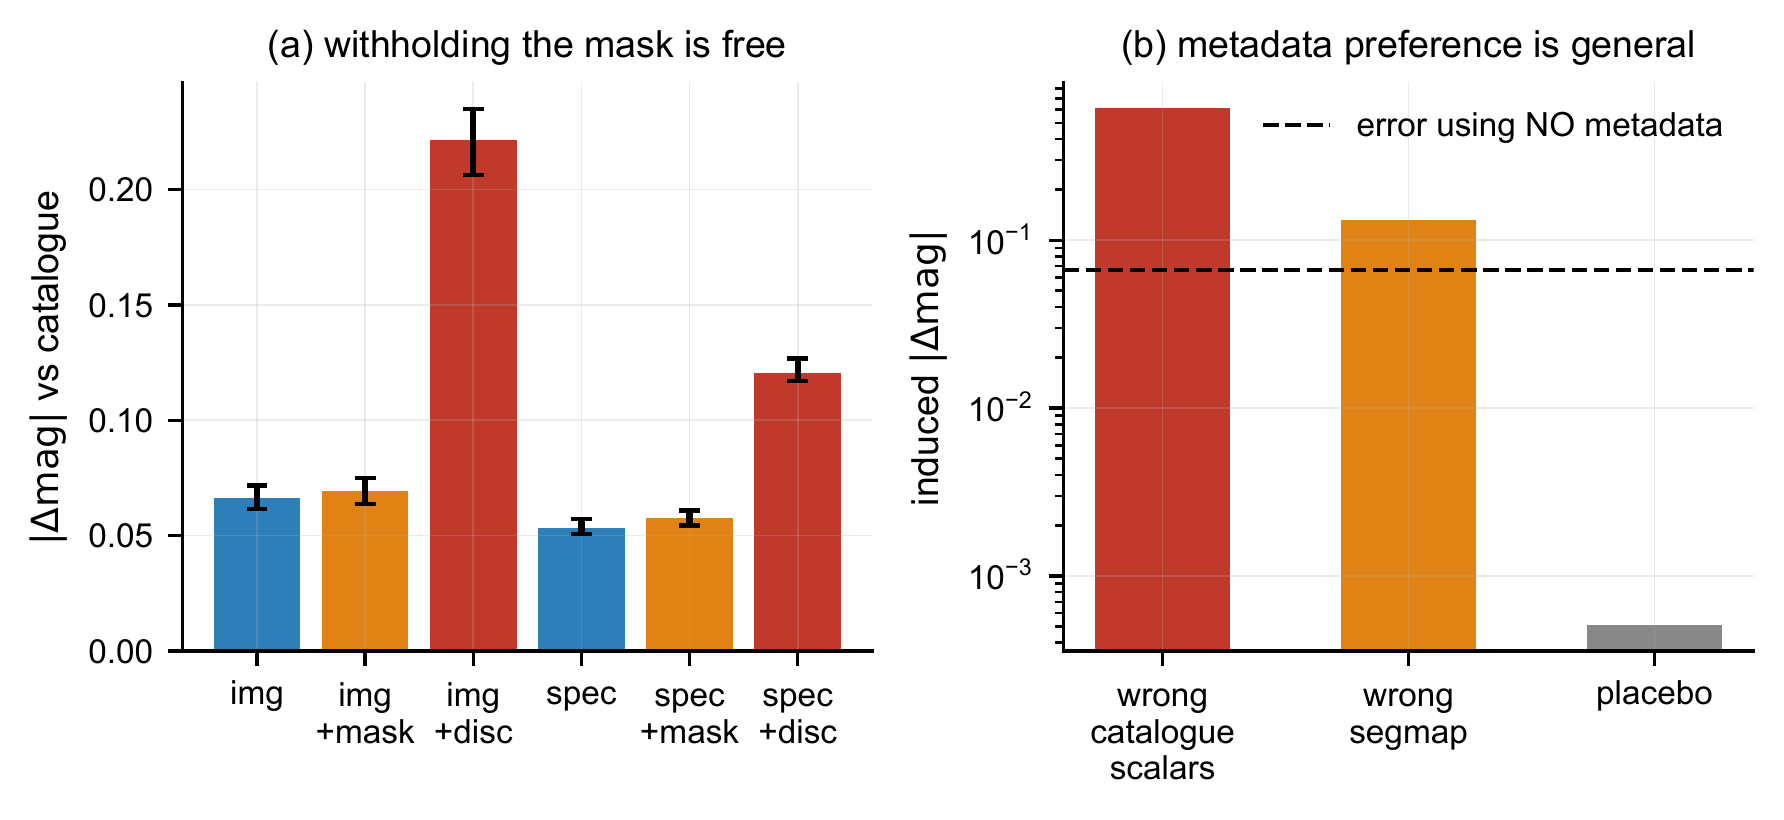 (a) withholding the mask is free
|Δmag| vs catalogue
0.20
0.15
0.10
0.05
0.00
img
img
+mask
img
+disc
spec
spec
+mask
spec
+disc
(b) metadata preference is general
error using NO metadata
induced |Δmag|
10⁻¹
10⁻²
10⁻³
wrong
catalogue
scalars
wrong
segmap
placebo